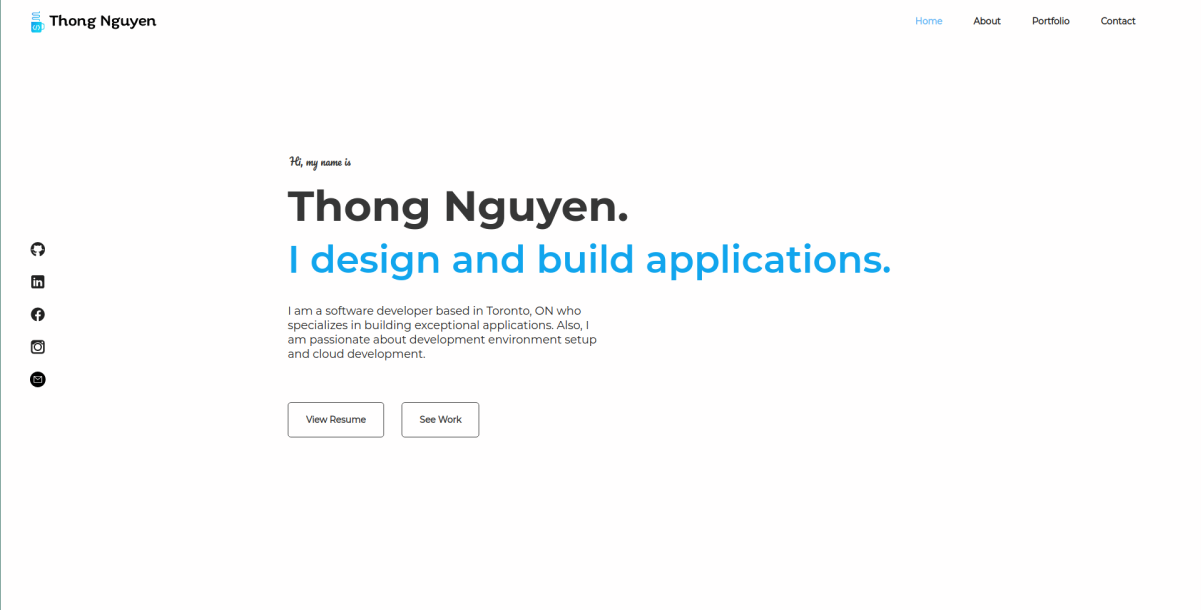 Thong Nguyen
Home About Portfolio Contact
Hi, my name is
Thong Nguyen.
I design and build applications.
I am a software developer based in Toronto, ON who
specializes in building exceptional applications. Also, I
am passionate about development environment setup
and cloud development.
View Resume See Work